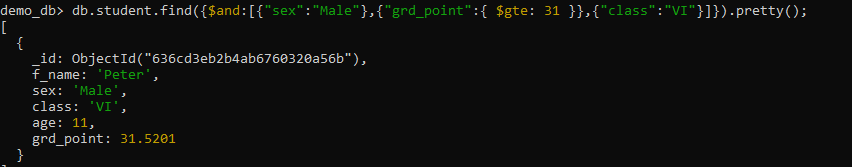 demo_db> db.student.find({$and:[{"sex":"Male"},{"grd_point":{ $gte: 31 }},{"class":"VI"}]}).pretty();
[
  {
    _id: ObjectId("636cd3eb2b4ab6760320a56b"),
    f_name: 'Peter',
    sex: 'Male',
    class: 'VI',
    age: 11,
    grd_point: 31.5201
  }